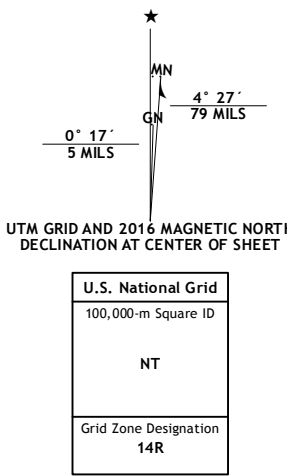 ★
MN
GN
4° 27´
79 MILS
0° 17´
5 MILS
UTM GRID AND 2016 MAGNETIC NORTH
DECLINATION AT CENTER OF SHEET
U.S. National Grid
100,000-m Square ID
NT
Grid Zone Designation
14R